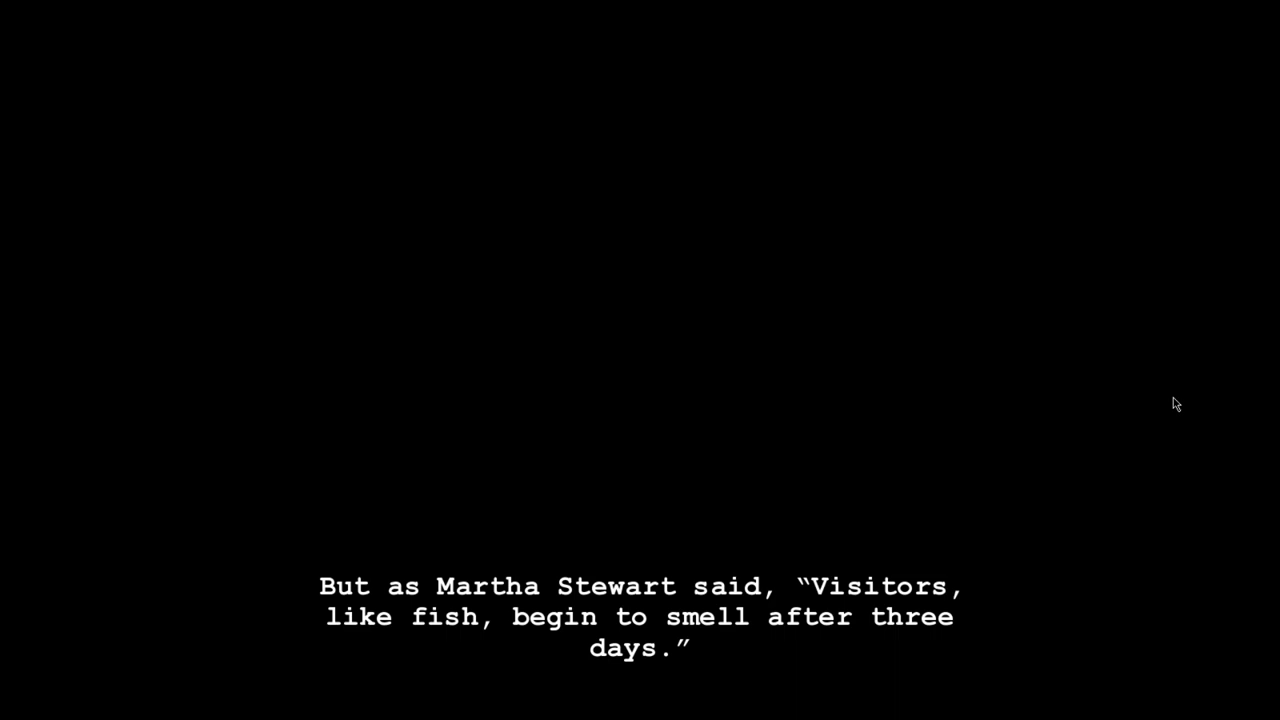 But as Martha Stewart said, “Visitors,
like fish, begin to smell after three
days.”